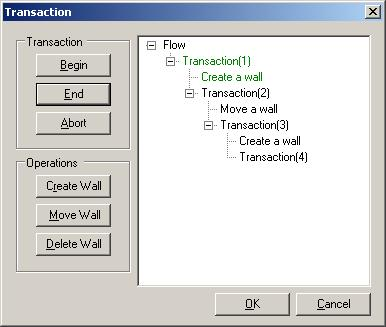 Transaction
Transaction
Begin
End
Abort
Operations
Create Wall
Move Wall
Delete Wall
Flow
Transaction(1)
Create a wall
Transaction(2)
Move a wall
Transaction(3)
Create a wall
Transaction(4)
OK
Cancel